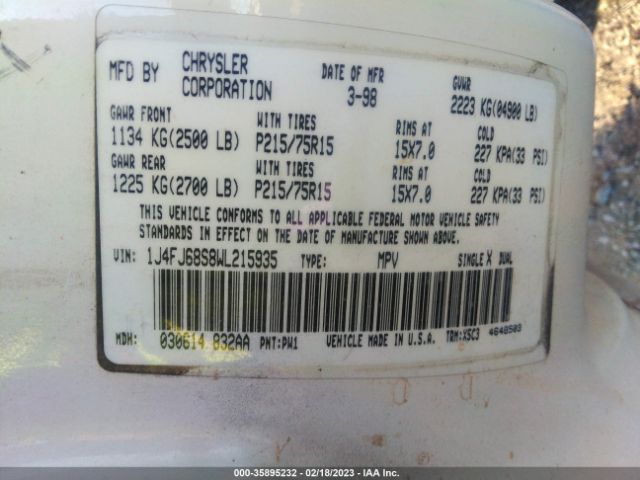 MFD BY CHRYSLER CORPORATION DATE OF MFR 3-98 GVWR 2223 KG(04900 LB)
GAWR FRONT WITH TIRES RIMS AT COLD
1134 KG(2500 LB) P215/75R15 15X7.0 227 KPA(33 PSI)
GAWR REAR WITH TIRES RIMS AT COLD
1225 KG(2700 LB) P215/75R15 15X7.0 227 KPA(33 PSI)
THIS VEHICLE CONFORMS TO ALL APPLICABLE FEDERAL MOTOR VEHICLE SAFETY
STANDARDS IN EFFECT ON THE DATE OF MANUFACTURE SHOWN ABOVE.
VIN: 1J4FJ68S8WL215935 TYPE: MPV SINGLE X DUAL
MDH: 030614 832AA PNT:PW1 VEHICLE MADE IN U.S.A. TRM:XSC3 4648503
000-35895232 - 02/18/2023 - IAA Inc.